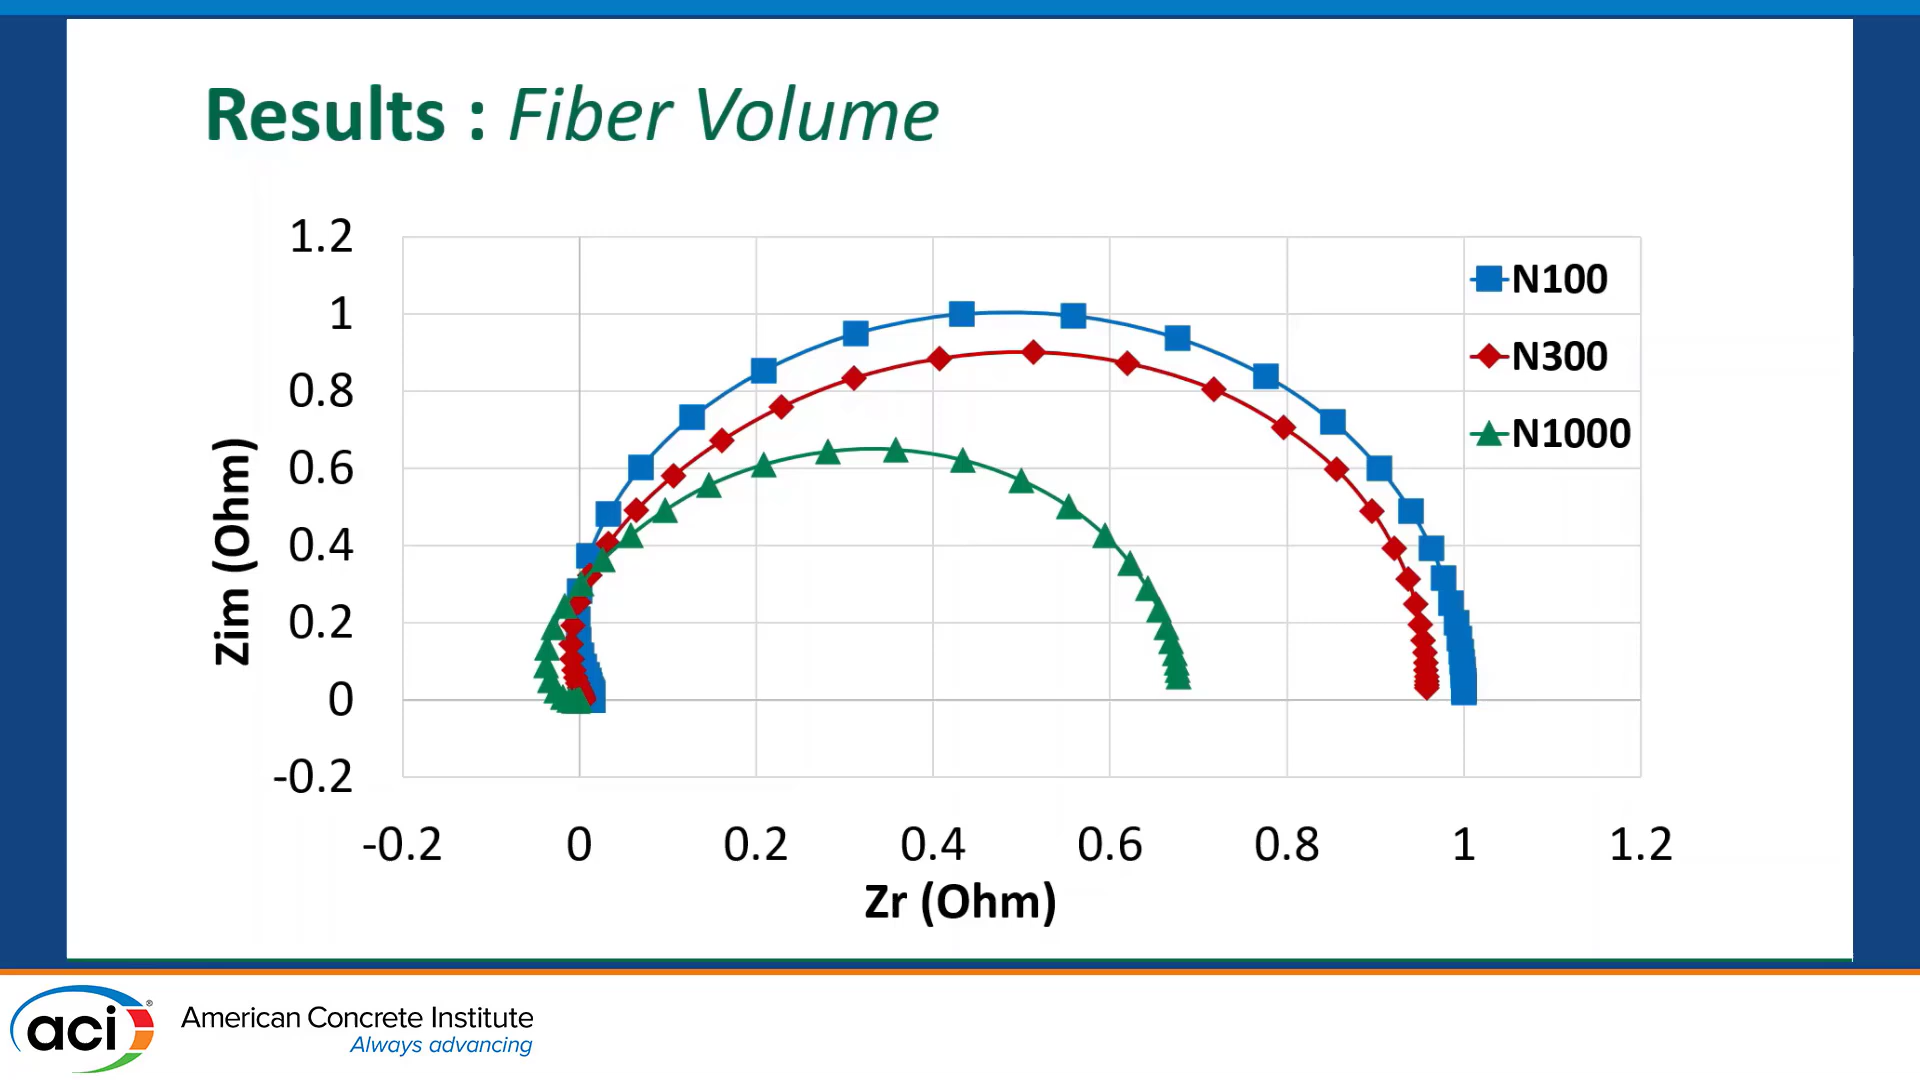 Results : Fiber Volume
1.2
1
0.8
0.6
0.4
0.2
0
-0.2
Zim (Ohm)
N100
N300
N1000
-0.2 0 0.2 0.4 0.6 0.8 1 1.2
Zr (Ohm)
aci®
American Concrete Institute
Always advancing